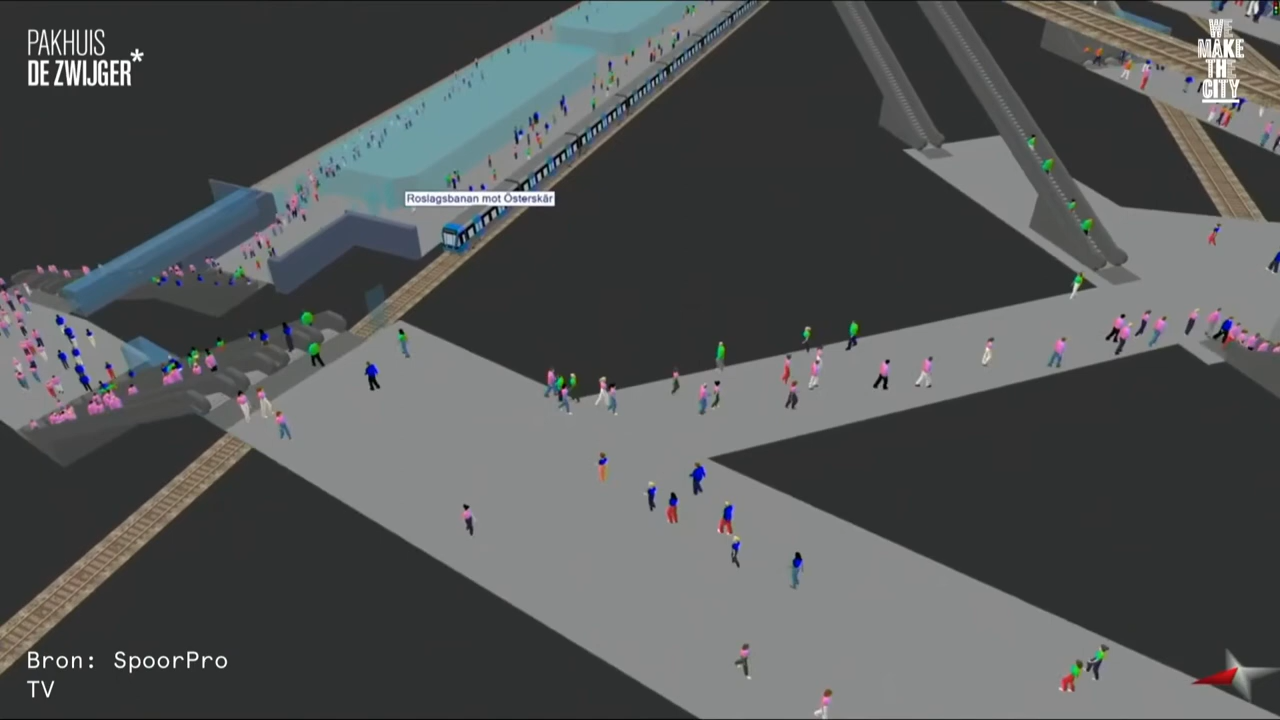 PAKHUIS
DE ZWIJGER*
WE
MAKE
THE
CITY
Roslagsbanan mot Österskär
Bron: SpoorPro
TV